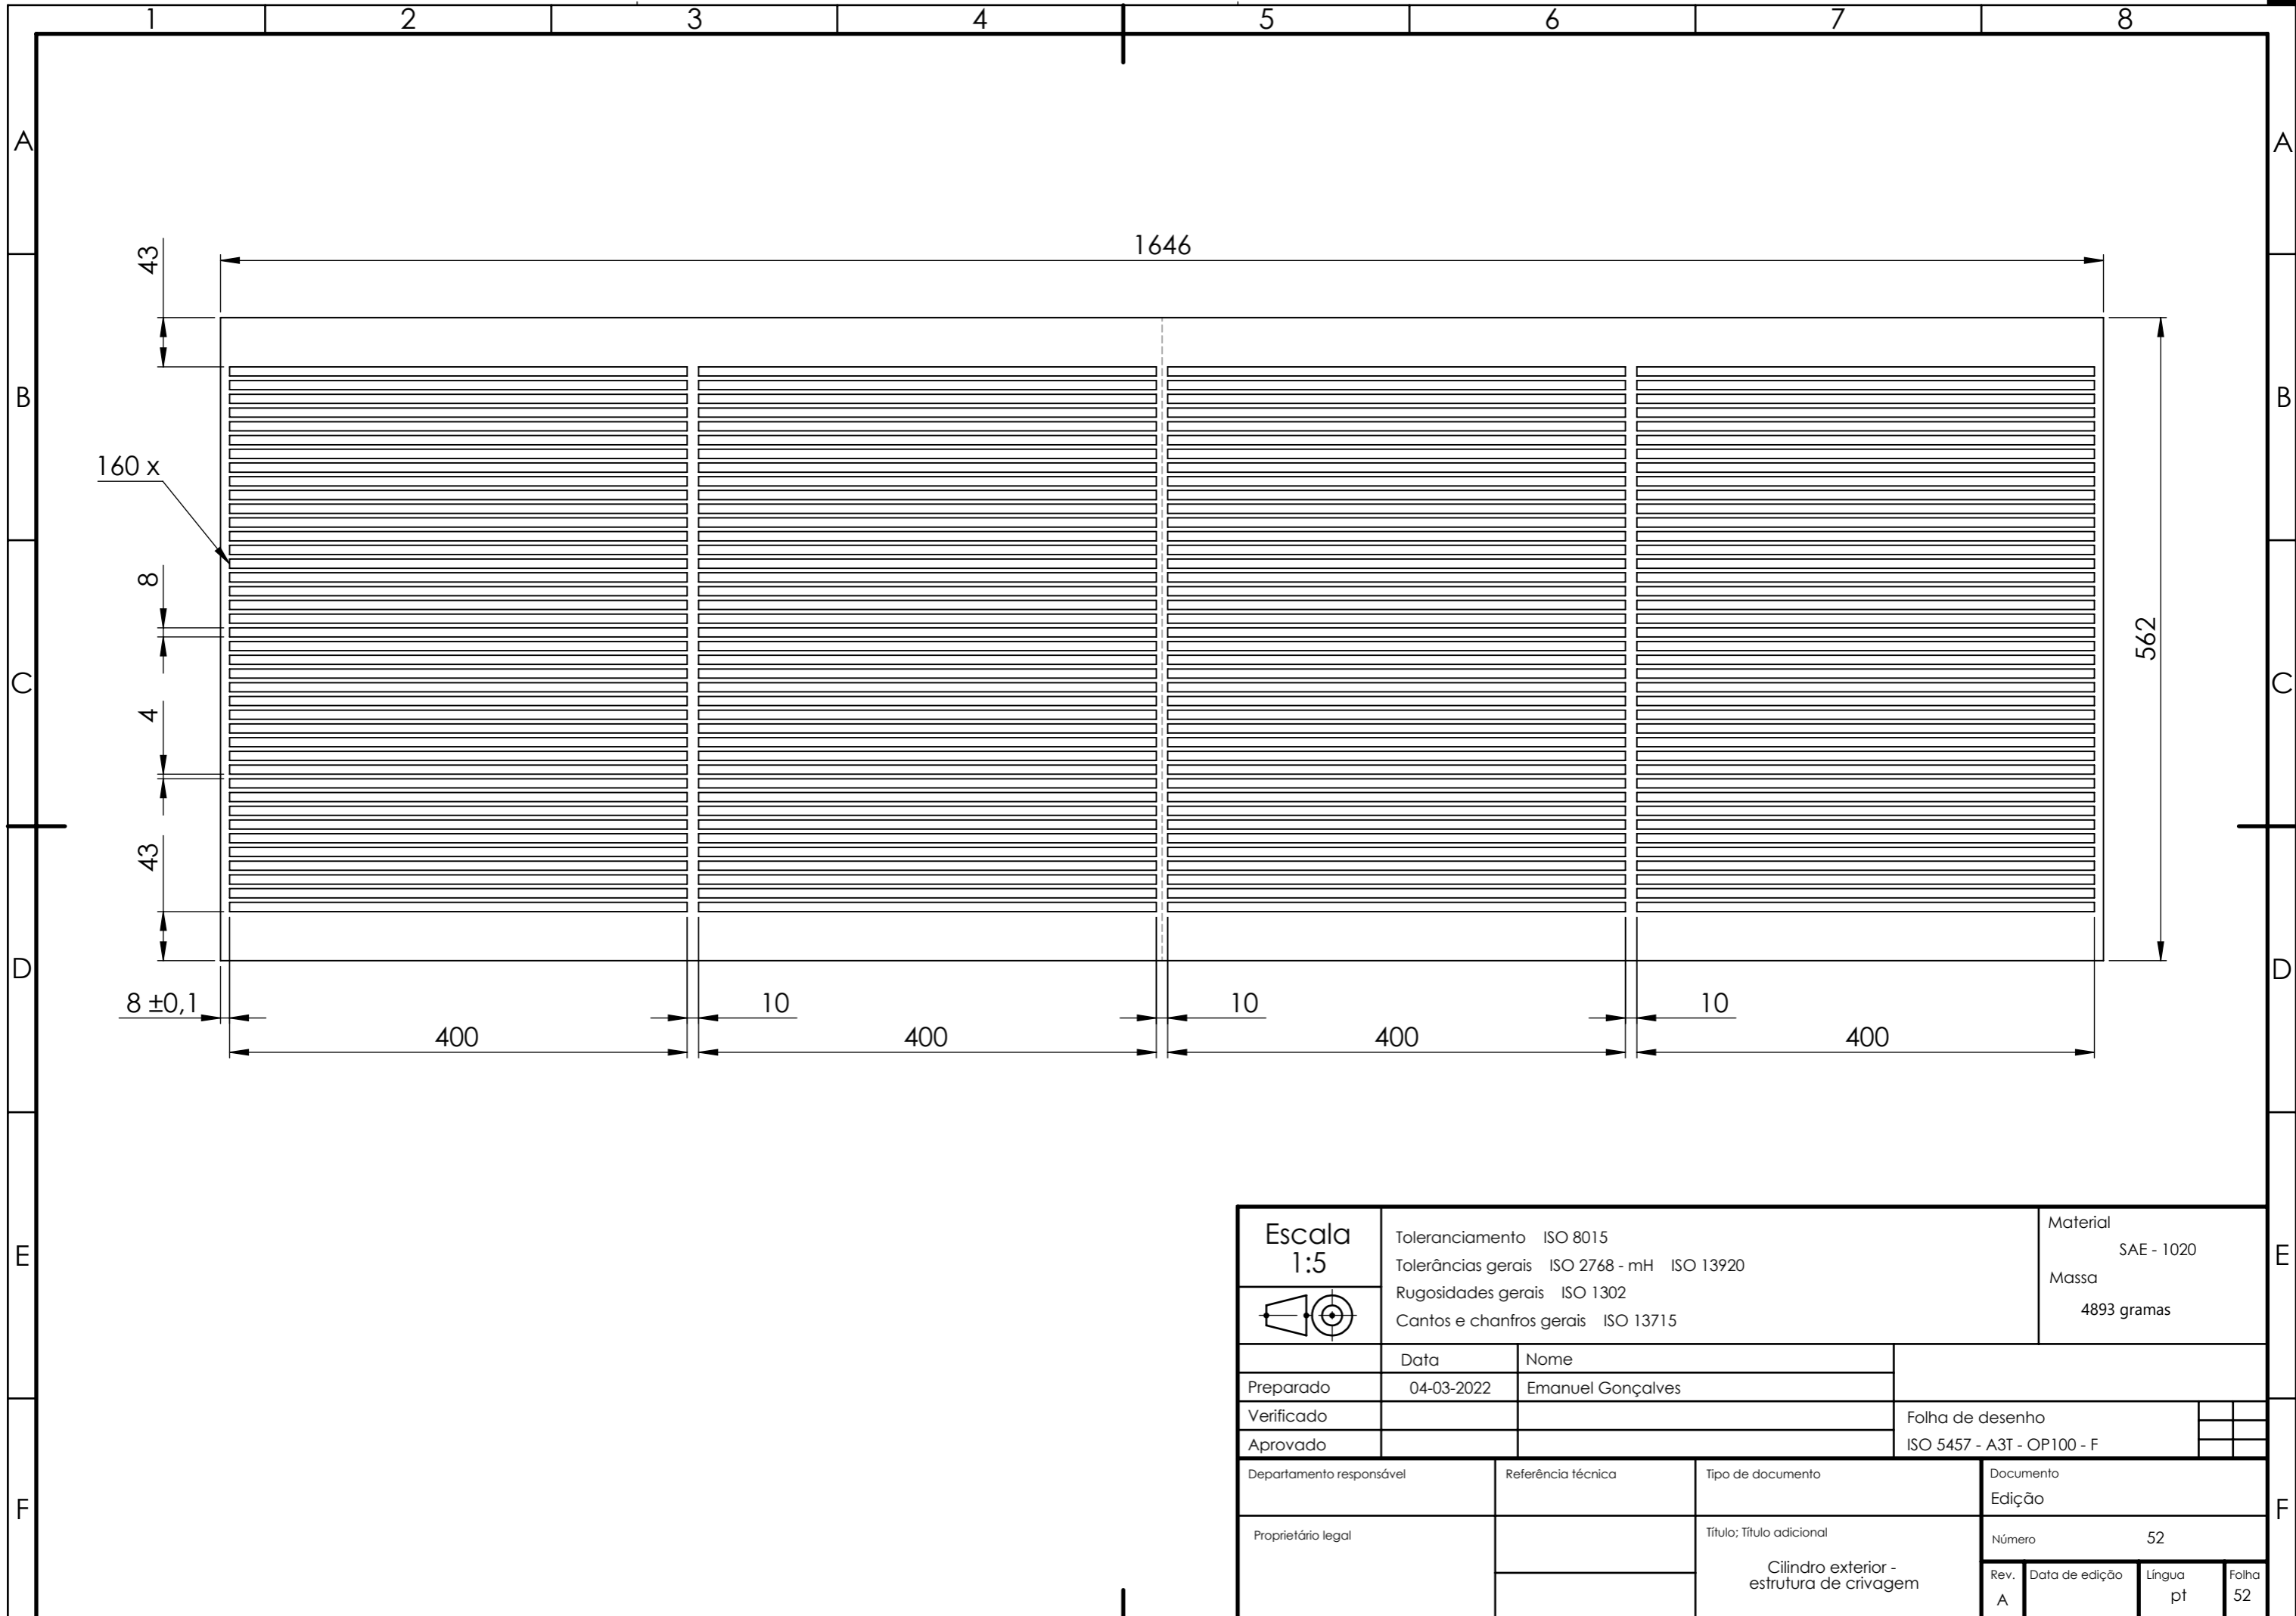 1 2 3 4 5 6 7 8
A A
43
1646
B B
160 x
8
562
C C
4
43
D D
8 ±0,1 10 10 10
400 400 400 400
E E
Escala
1:5
Toleranciamento ISO 8015
Tolerâncias gerais ISO 2768 - mH ISO 13920
Rugosidades gerais ISO 1302
Cantos e chanfros gerais ISO 13715
Material
SAE - 1020
Massa
4893 gramas
Data Nome
Preparado 04-03-2022 Emanuel Gonçalves
Verificado
Aprovado
Folha de desenho
ISO 5457 - A3T - OP100 - F
F F
Departamento responsável
Referência técnica
Tipo de documento
Documento
Edição
Proprietário legal
Título; Título adicional
Cilindro exterior -
estrutura de crivagem
Número 52
Rev. A
Data de edição
Língua
pt
Folha
52